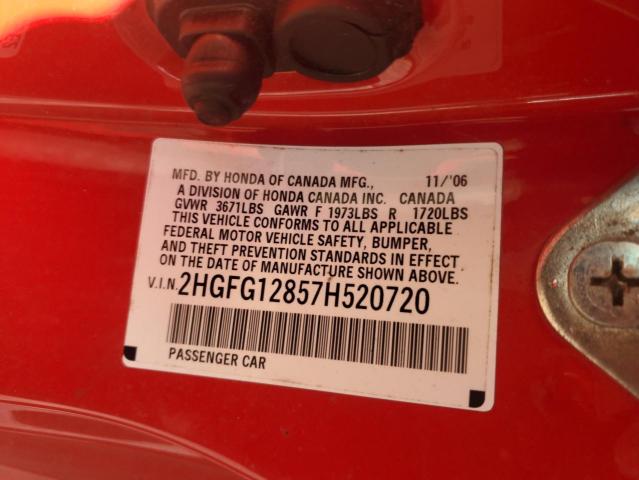 MFD. BY HONDA OF CANADA MFG., 11/'06
A DIVISION OF HONDA CANADA INC. CANADA
GVWR 3671LBS GAWR F 1973LBS R 1720LBS
THIS VEHICLE CONFORMS TO ALL APPLICABLE
FEDERAL MOTOR VEHICLE SAFETY, BUMPER,
AND THEFT PREVENTION STANDARDS IN EFFECT
ON THE DATE OF MANUFACTURE SHOWN ABOVE.
V.I.N. 2HGFG12857H520720
PASSENGER CAR